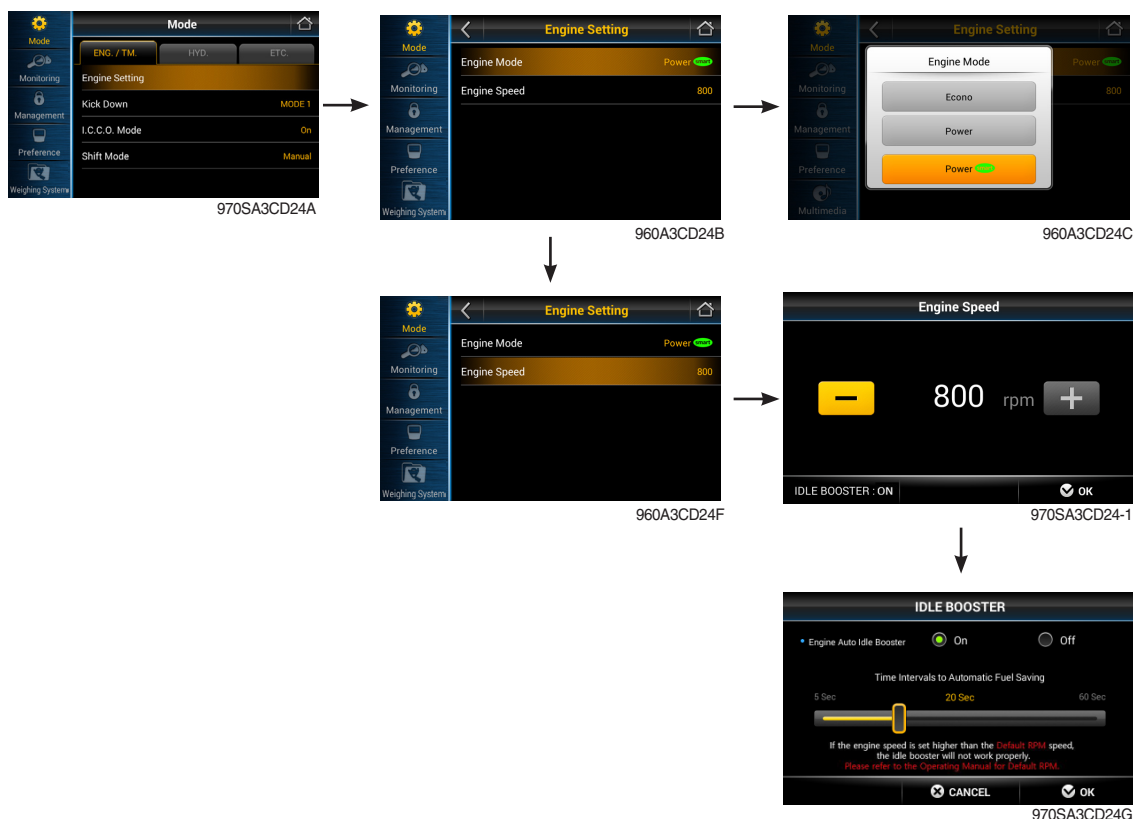 Mode
Mode
ENG. / TM.
HYD.
ETC.
Monitoring
Engine Setting
Management
Kick Down
MODE 1
I.C.C.O. Mode
On
Preference
Shift Mode
Manual
Weighing System
970SA3CD24A
Mode
Engine Setting
Engine Mode
Power smart
Monitoring
Engine Speed
800
Management
Preference
Weighing System
960A3CD24B
Mode
Engine Setting
Power smart
Monitoring
800
Management
Preference
Multimedia
Engine Mode
Econo
Power
Power
960A3CD24C
Mode
Engine Setting
Engine Mode
Power smart
Monitoring
Engine Speed
800
Management
Preference
Weighing System
960A3CD24F
Engine Speed
− 800 rpm +
IDLE BOOSTER : ON
OK
970SA3CD24-1
IDLE BOOSTER
• Engine Auto Idle Booster
On
Off
Time Intervals to Automatic Fuel Saving
5 Sec
20 Sec
60 Sec
If the engine speed is set higher than the Default RPM speed,
the idle booster will not work properly.
Please refer to the Operating Manual for Default RPM.
CANCEL
OK
970SA3CD24G